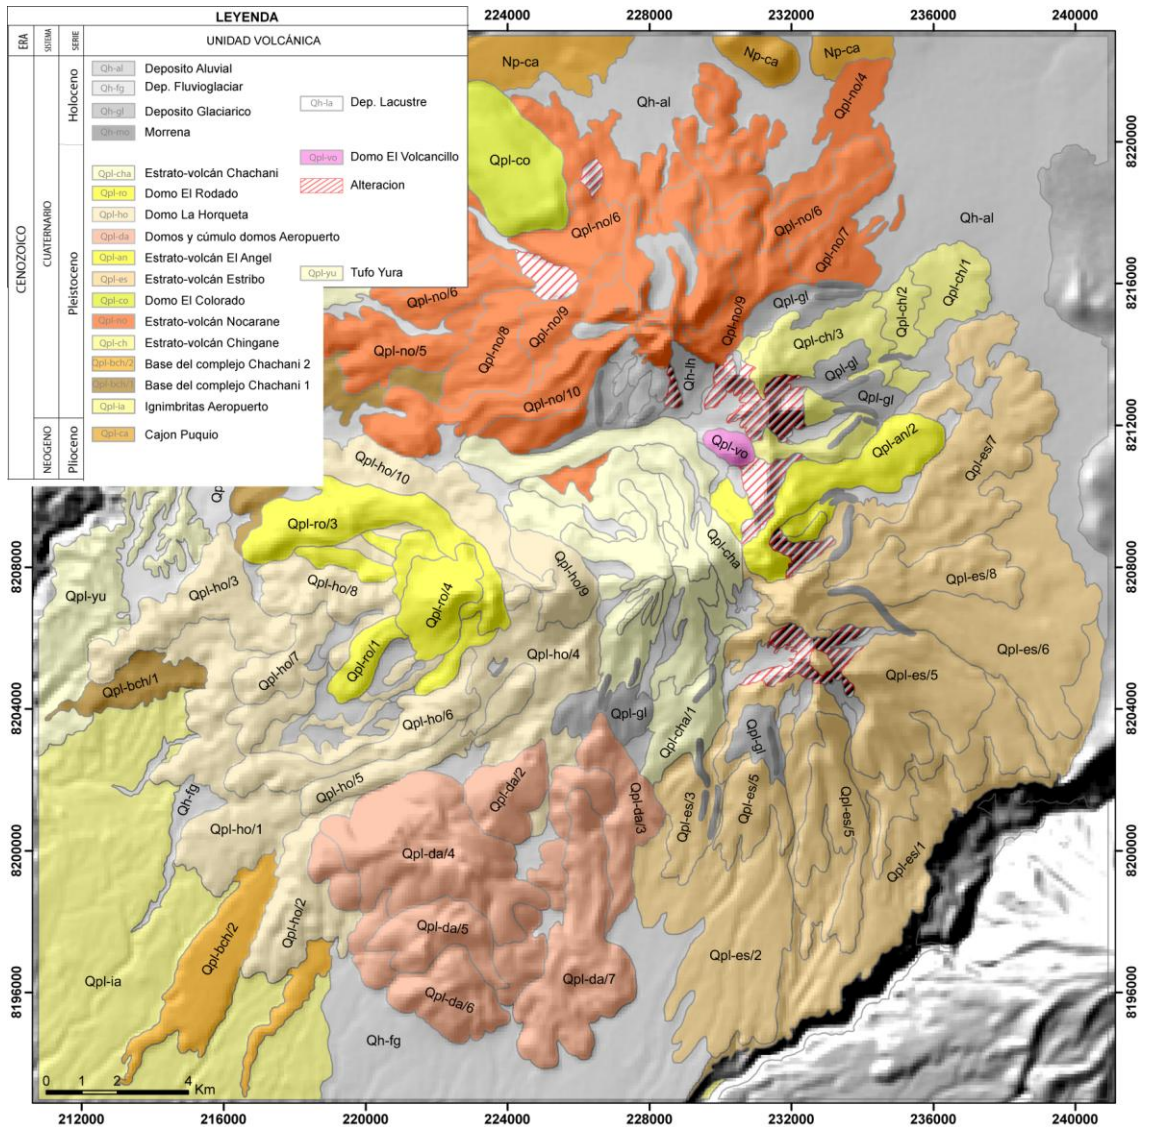 LEYENDA
ERA
SISTEMA
SERIE
UNIDAD VOLCÁNICA
CENOZOICO
CUATERNARIO
NEOGENO
Holoceno
Pleistoceno
Plioceno
Qh-al Deposito Aluvial
Qh-fg Dep. Fluvioglaciar
Qh-gl Deposito Glaciarico
Qh-mo Morrena
Qh-la Dep. Lacustre
Qpl-vo Domo El Volcancillo
Alteracion
Qpl-cha Estrato-volcán Chachani
Qpl-ro Domo El Rodado
Qpl-ho Domo La Horqueta
Qpl-da Domos y cúmulo domos Aeropuerto
Qpl-an Estrato-volcán El Angel
Qpl-es Estrato-volcán Estribo
Qpl-yu Tufo Yura
Qpl-co Domo El Colorado
Qpl-no Estrato-volcán Nocarane
Qpl-ch Estrato-volcán Chingane
Qpl-bch/2 Base del complejo Chachani 2
Qpl-bch/1 Base del complejo Chachani 1
Qpl-ia Ignimbritas Aeropuerto
Qpl-ca Cajon Puquio
224000 228000 232000 236000 240000
Np-ca
Np-ca
Np-ca
Qpl-no/4
Qh-al
Qpl-co
Qpl-no/6
Qpl-no/6
Qpl-no/7
Qh-al
Qpl-no/6
Qpl-no/9
Qpl-no/9
Qpl-gl
Qpl-ch/1
Qpl-ch/2
Qpl-no/5
Qpl-no/8
Qpl-ch/3
Qpl-gl
Qpl-gl
Qh-lh
Qpl-no/10
Qpl-vo
Qpl-an/2
Qpl-es/7
Qpl-ho/10
Qp
Qpl-ro/3
Qpl-cha
Qpl-yu
Qpl-ho/3
Qpl-ho/8
Qpl-ro/4
Qpl-ho/9
Qpl-es/8
Qpl-ro/1
Qpl-ho/7
Qpl-ho/4
Qpl-es/6
Qpl-bch/1
Qpl-es/5
Qpl-ho/6
Qpl-gl
Qpl-cha/1
Qpl-gl
Qpl-ho/5
Qh-fg
Qpl-da/2
Qpl-da/3
Qpl-es/3
Qpl-es/5
Qpl-es/5
Qpl-es/1
Qpl-ho/1
Qpl-da/4
Qpl-ho/2
Qpl-bch/2
Qpl-da/5
Qpl-ia
Qpl-da/6
Qpl-da/7
Qpl-es/2
Qh-fg
0 1 2 4
Km
8208000
8204000
8200000
8196000
8220000
8216000
8212000
8208000
8204000
8200000
8196000
212000 216000 220000 224000 228000 232000 236000 240000